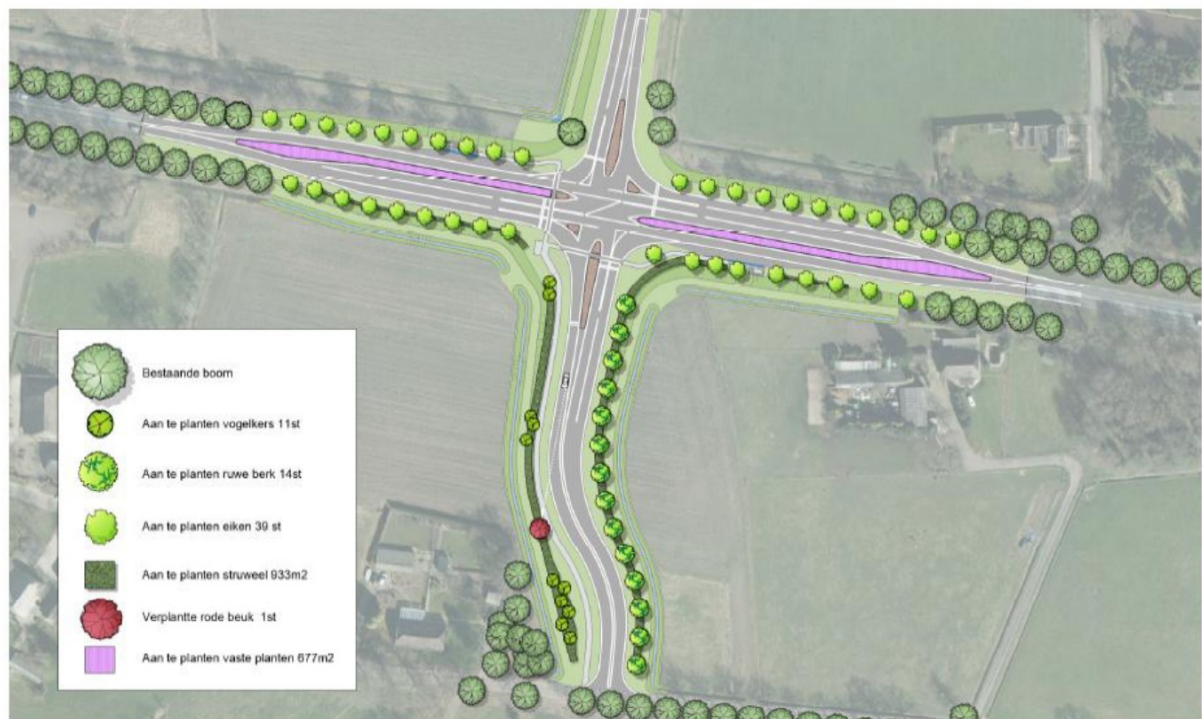 Bestaande boom
Aan te planten vogelkers 11st
Aan te planten ruwe berk 14st
Aan te planten eiken 39 st
Aan te planten struweel 933m2
Verplantte rode beuk 1st
Aan te planten vaste planten 677m2